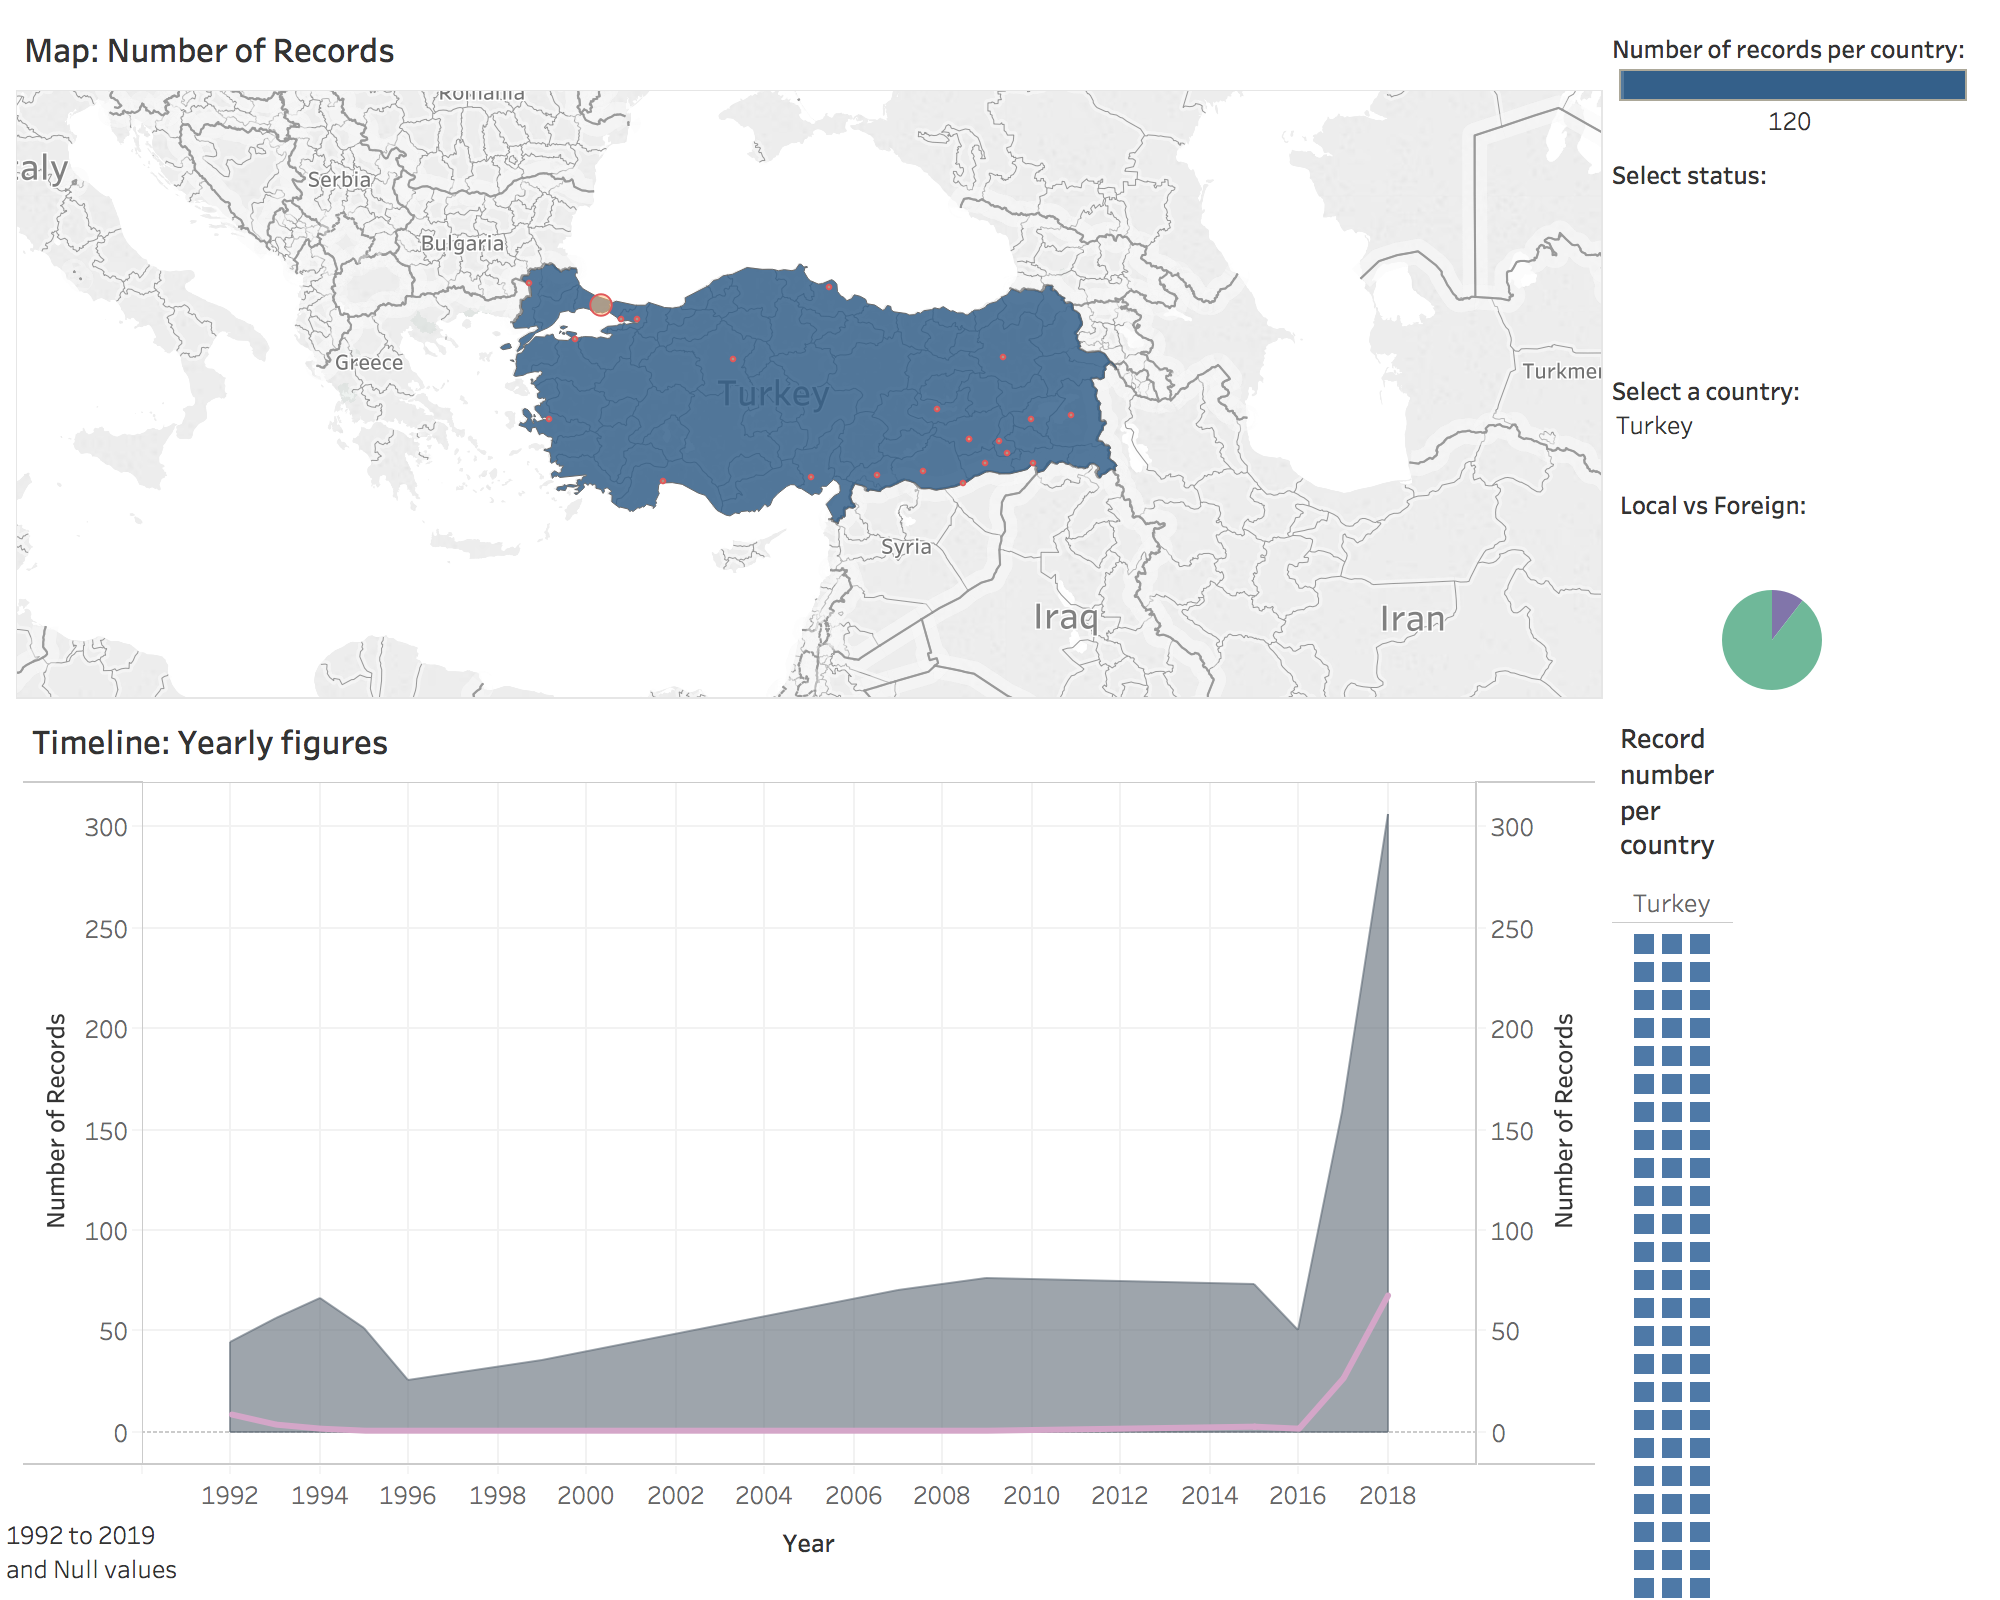 Map: Number of Records
Number of records per country:
120
Select status:
Select a country:
Turkey
Local vs Foreign:
Romania
Serbia
Bulgaria
Greece
Turkey
Syria
Iraq
Iran
Timeline: Yearly figures
Number of Records
300
250
200
150
100
50
0
300
250
200
150
100
50
0
Number of Records
1992 1994 1996 1998 2000 2002 2004 2006 2008 2010 2012 2014 2016 2018
Year
1992 to 2019
and Null values
Record
number
per
country
Turkey